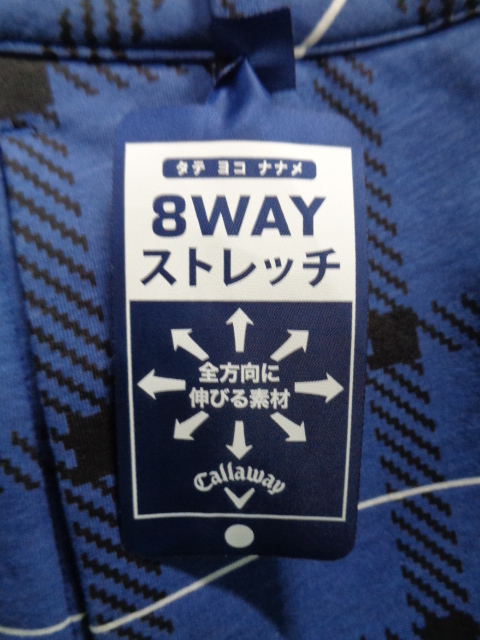 タテ ヨコ ナナメ
8WAY
ストレッチ
全方向に
伸びる素材
Callaway